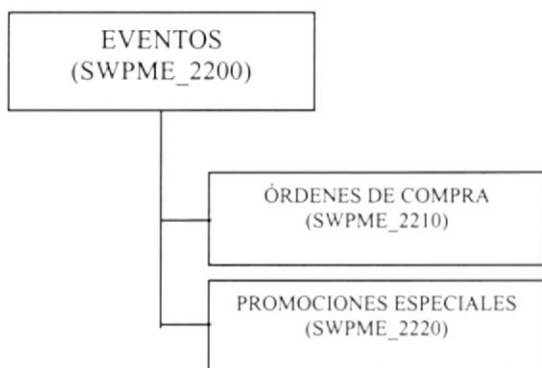 EVENTOS
(SWPME_2200)
ÓRDENES DE COMPRA
(SWPME_2210)
PROMOCIONES ESPECIALES
(SWPME_2220)